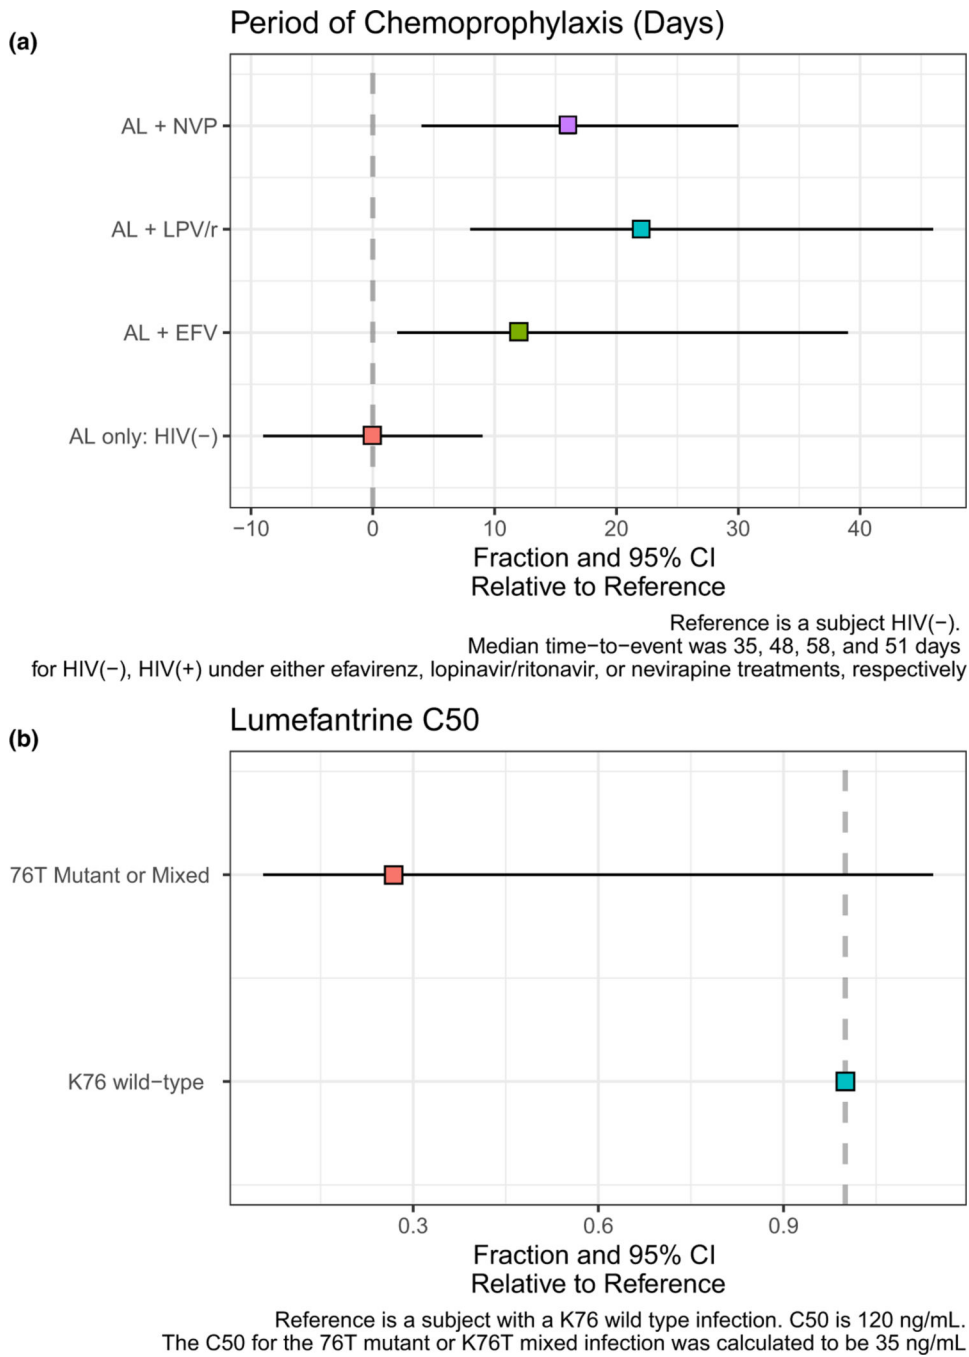 (a)
Period of Chemoprophylaxis (Days)
AL + NVP
AL + LPV/r
AL + EFV
AL only: HIV(−)
−10 0 10 20 30 40
Fraction and 95% CI
Relative to Reference
Reference is a subject HIV(−).
Median time−to−event was 35, 48, 58, and 51 days
for HIV(−), HIV(+) under either efavirenz, lopinavir/ritonavir, or nevirapine treatments, respectively
(b)
Lumefantrine C50
76T Mutant or Mixed
K76 wild−type
0.3 0.6 0.9
Fraction and 95% CI
Relative to Reference
Reference is a subject with a K76 wild type infection. C50 is 120 ng/mL.
The C50 for the 76T mutant or K76T mixed infection was calculated to be 35 ng/mL